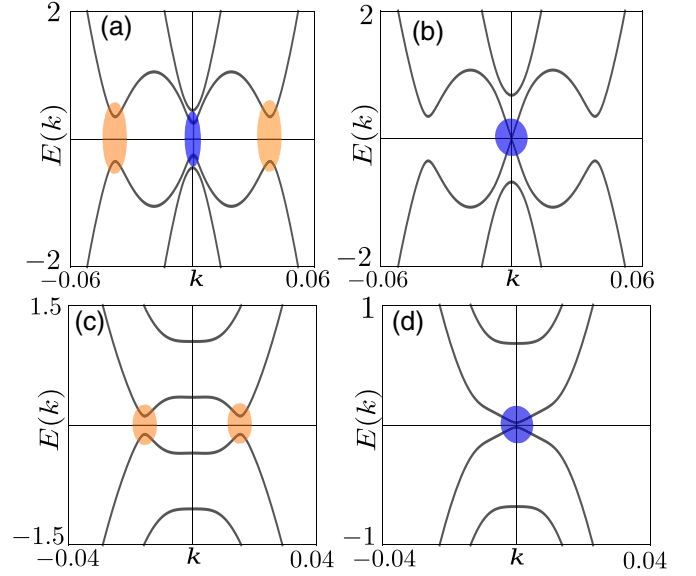 2 (a) 2 (b)
E(k) E(k)
−2 −2
−0.06 k 0.06 −0.06 k 0.06
1.5 (c) 1 (d)
E(k) E(k)
−1.5 −1
−0.04 k 0.04 −0.04 k 0.04